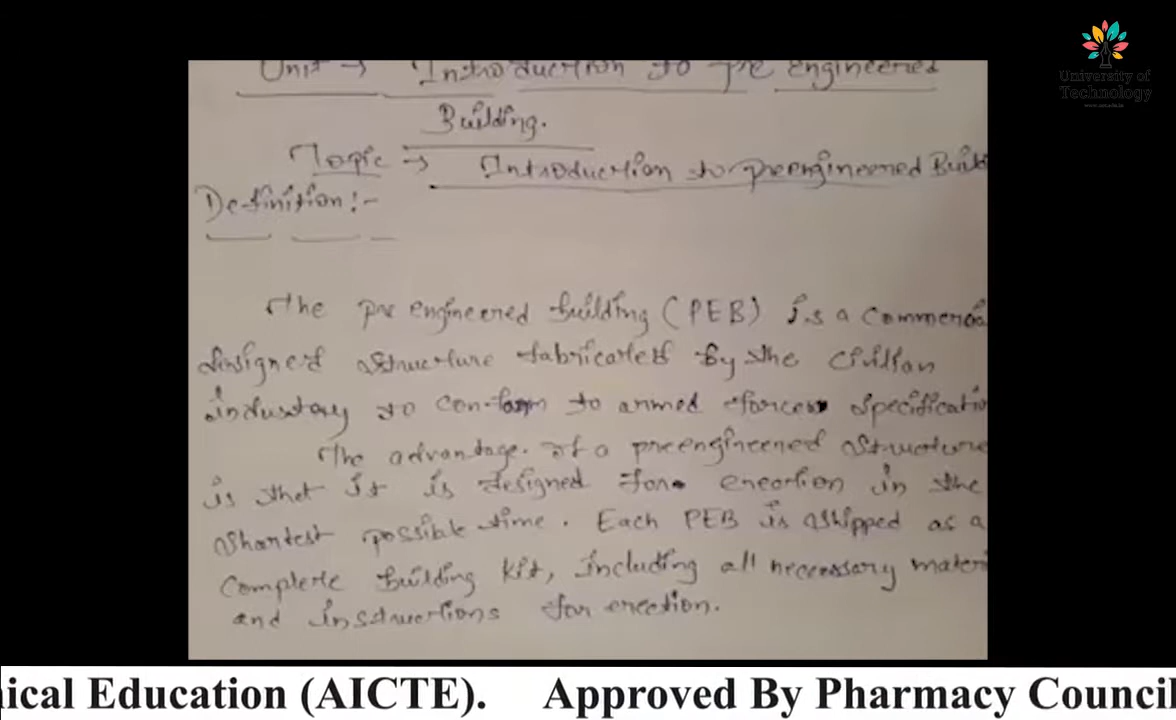 University of
Technology
Unit → Introduction to Pre engineered
Building.
Topic → Introduction to preengineered Buil
Definition :-
The pre engineered building (PEB) is a commercia
designed structure fabricated by the civilian
industry to conform to armed forces specificatio
The advantage of a preengineered structure
is that it is designed for erection in the
shortest possible time. Each PEB is shipped as a
complete building kit, including all necessary materi
and instructions for erection.
ical Education (AICTE). Approved By Pharmacy Council